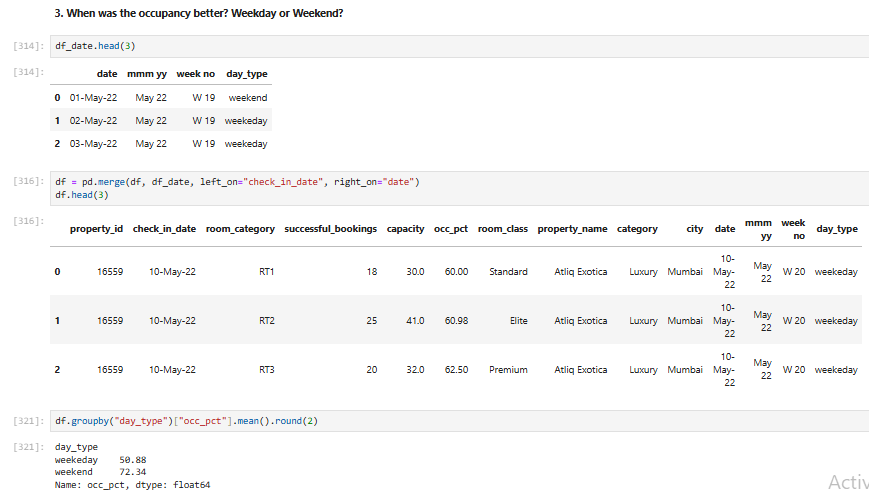 3. When was the occupancy better? Weekday or Weekend?
[314]: df_date.head(3)
[314]: date mmm yy week no day_type
0 01-May-22 May 22 W 19 weekend
1 02-May-22 May 22 W 19 weekeday
2 03-May-22 May 22 W 19 weekeday
[316]: df = pd.merge(df, df_date, left_on="check_in_date", right_on="date")
df.head(3)
[316]: property_id check_in_date room_category successful_bookings capacity occ_pct room_class property_name category city date mmm yy week no day_type
0 16559 10-May-22 RT1 18 30.0 60.00 Standard Atliq Exotica Luxury Mumbai 10-May-22 May 22 W 20 weekeday
1 16559 10-May-22 RT2 25 41.0 60.98 Elite Atliq Exotica Luxury Mumbai 10-May-22 May 22 W 20 weekeday
2 16559 10-May-22 RT3 20 32.0 62.50 Premium Atliq Exotica Luxury Mumbai 10-May-22 May 22 W 20 weekeday
[321]: df.groupby("day_type")["occ_pct"].mean().round(2)
[321]: day_type
weekeday 50.88
weekend 72.34
Name: occ_pct, dtype: float64
Activ